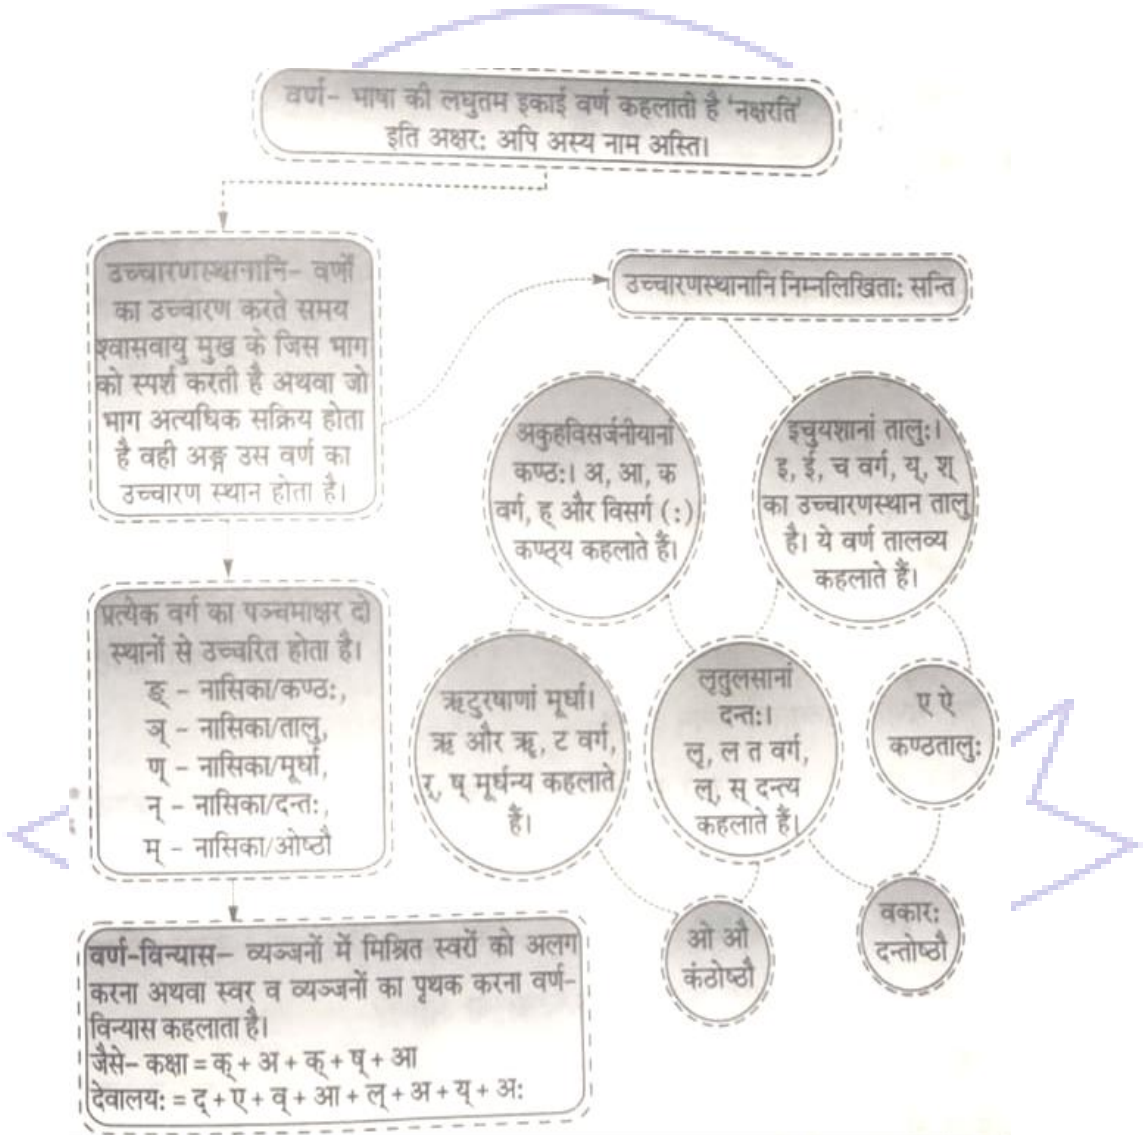 वर्ण- भाषा की लघुतम इकाई वर्ण कहलाती है 'नक्षरति'
इति अक्षर: अपि अस्य नाम अस्ति।
उच्चारणस्थानानि- वर्णों
का उच्चारण करते समय
श्वासवायु मुख के जिस भाग
को स्पर्श करती है अथवा जो
भाग अत्यधिक सक्रिय होता
है वही अङ्ग उस वर्ण का
उच्चारण स्थान होता है।
प्रत्येक वर्ग का पञ्चमाक्षर दो
स्थानों से उच्चरित होता है।
ङ् - नासिका/कण्ठ:,
ञ् - नासिका/तालु,
ण् - नासिका/मूर्धा,
न् - नासिका/दन्त:,
म् - नासिका/ओष्ठौ
वर्ण-विन्यास- व्यञ्जनों में मिश्रित स्वरों को अलग
करना अथवा स्वर व व्यञ्जनों का पृथक करना वर्ण-
विन्यास कहलाता है।
जैसे- कक्षा = क् + अ + क् + ष् + आ
देवालय: = द् + ए + व् + आ + ल् + अ + य् + अ:
उच्चारणस्थानानि निम्नलिखिता: सन्ति
अकुहविसर्जनीयानां
कण्ठ:। अ, आ, क
वर्ग, ह् और विसर्ग (:)
कण्ठ्य कहलाते हैं।
इचुयशानां तालु:।
इ, ई, च वर्ग, य्, श्
का उच्चारणस्थान तालु
है। ये वर्ण तालव्य
कहलाते हैं।
ऋटुरषाणां मूर्धा।
ऋ और ॠ, ट वर्ग,
र्, ष् मूर्धन्य कहलाते
हैं।
लृतुलसानां
दन्त:।
लृ, ल त वर्ग,
ल्, स् दन्त्य
कहलाते हैं।
ए ऐ
कण्ठतालु:
ओ औ
कंठोष्ठौ
वकार:
दन्तोष्ठौ